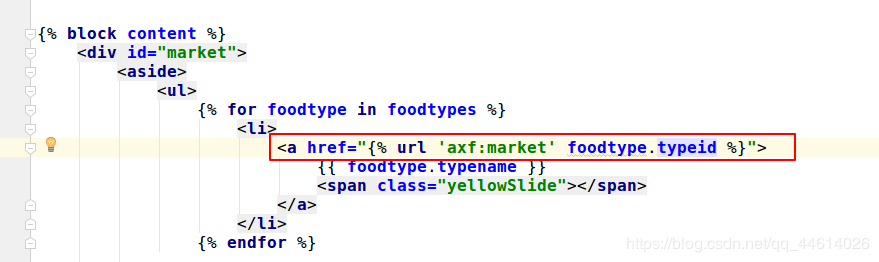 {% block content %}
<div id="market">
<aside>
<ul>
{% for foodtype in foodtypes %}
<li>
<a href="{% url 'axf:market' foodtype.typeid %}">
{{ foodtype.typename }}
<span class="yellowSlide"></span>
</a>
</li>
{% endfor %}
https://blog.csdn.net/qq_44614026